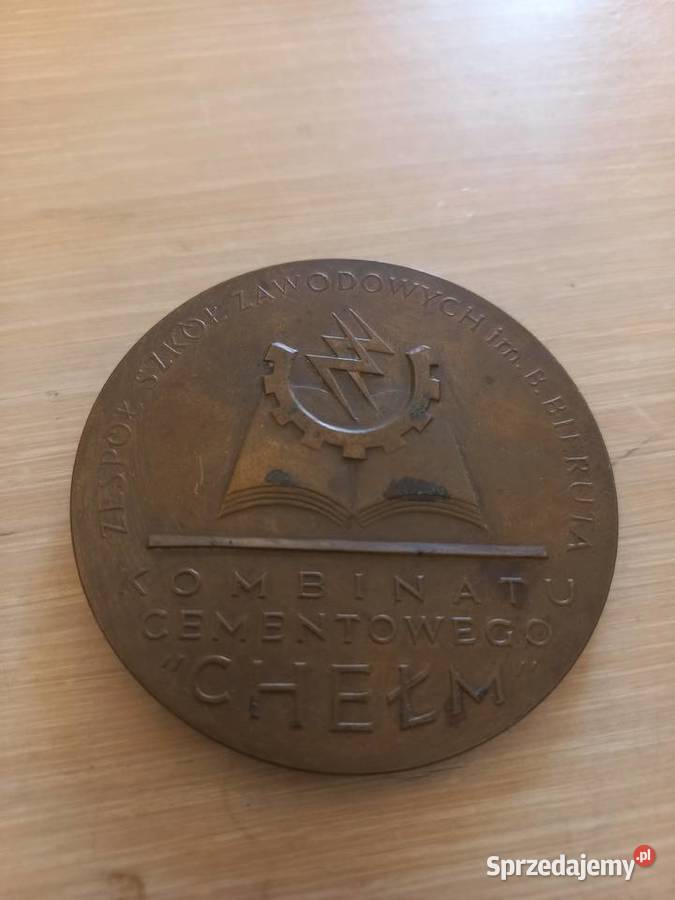 ZESPÓŁ SZKÓŁ ZAWODOWYCH im. B. BIERUTA
KOMBINATU
CEMENTOWEGO
"CHEŁM"
Sprzedajemy.pl